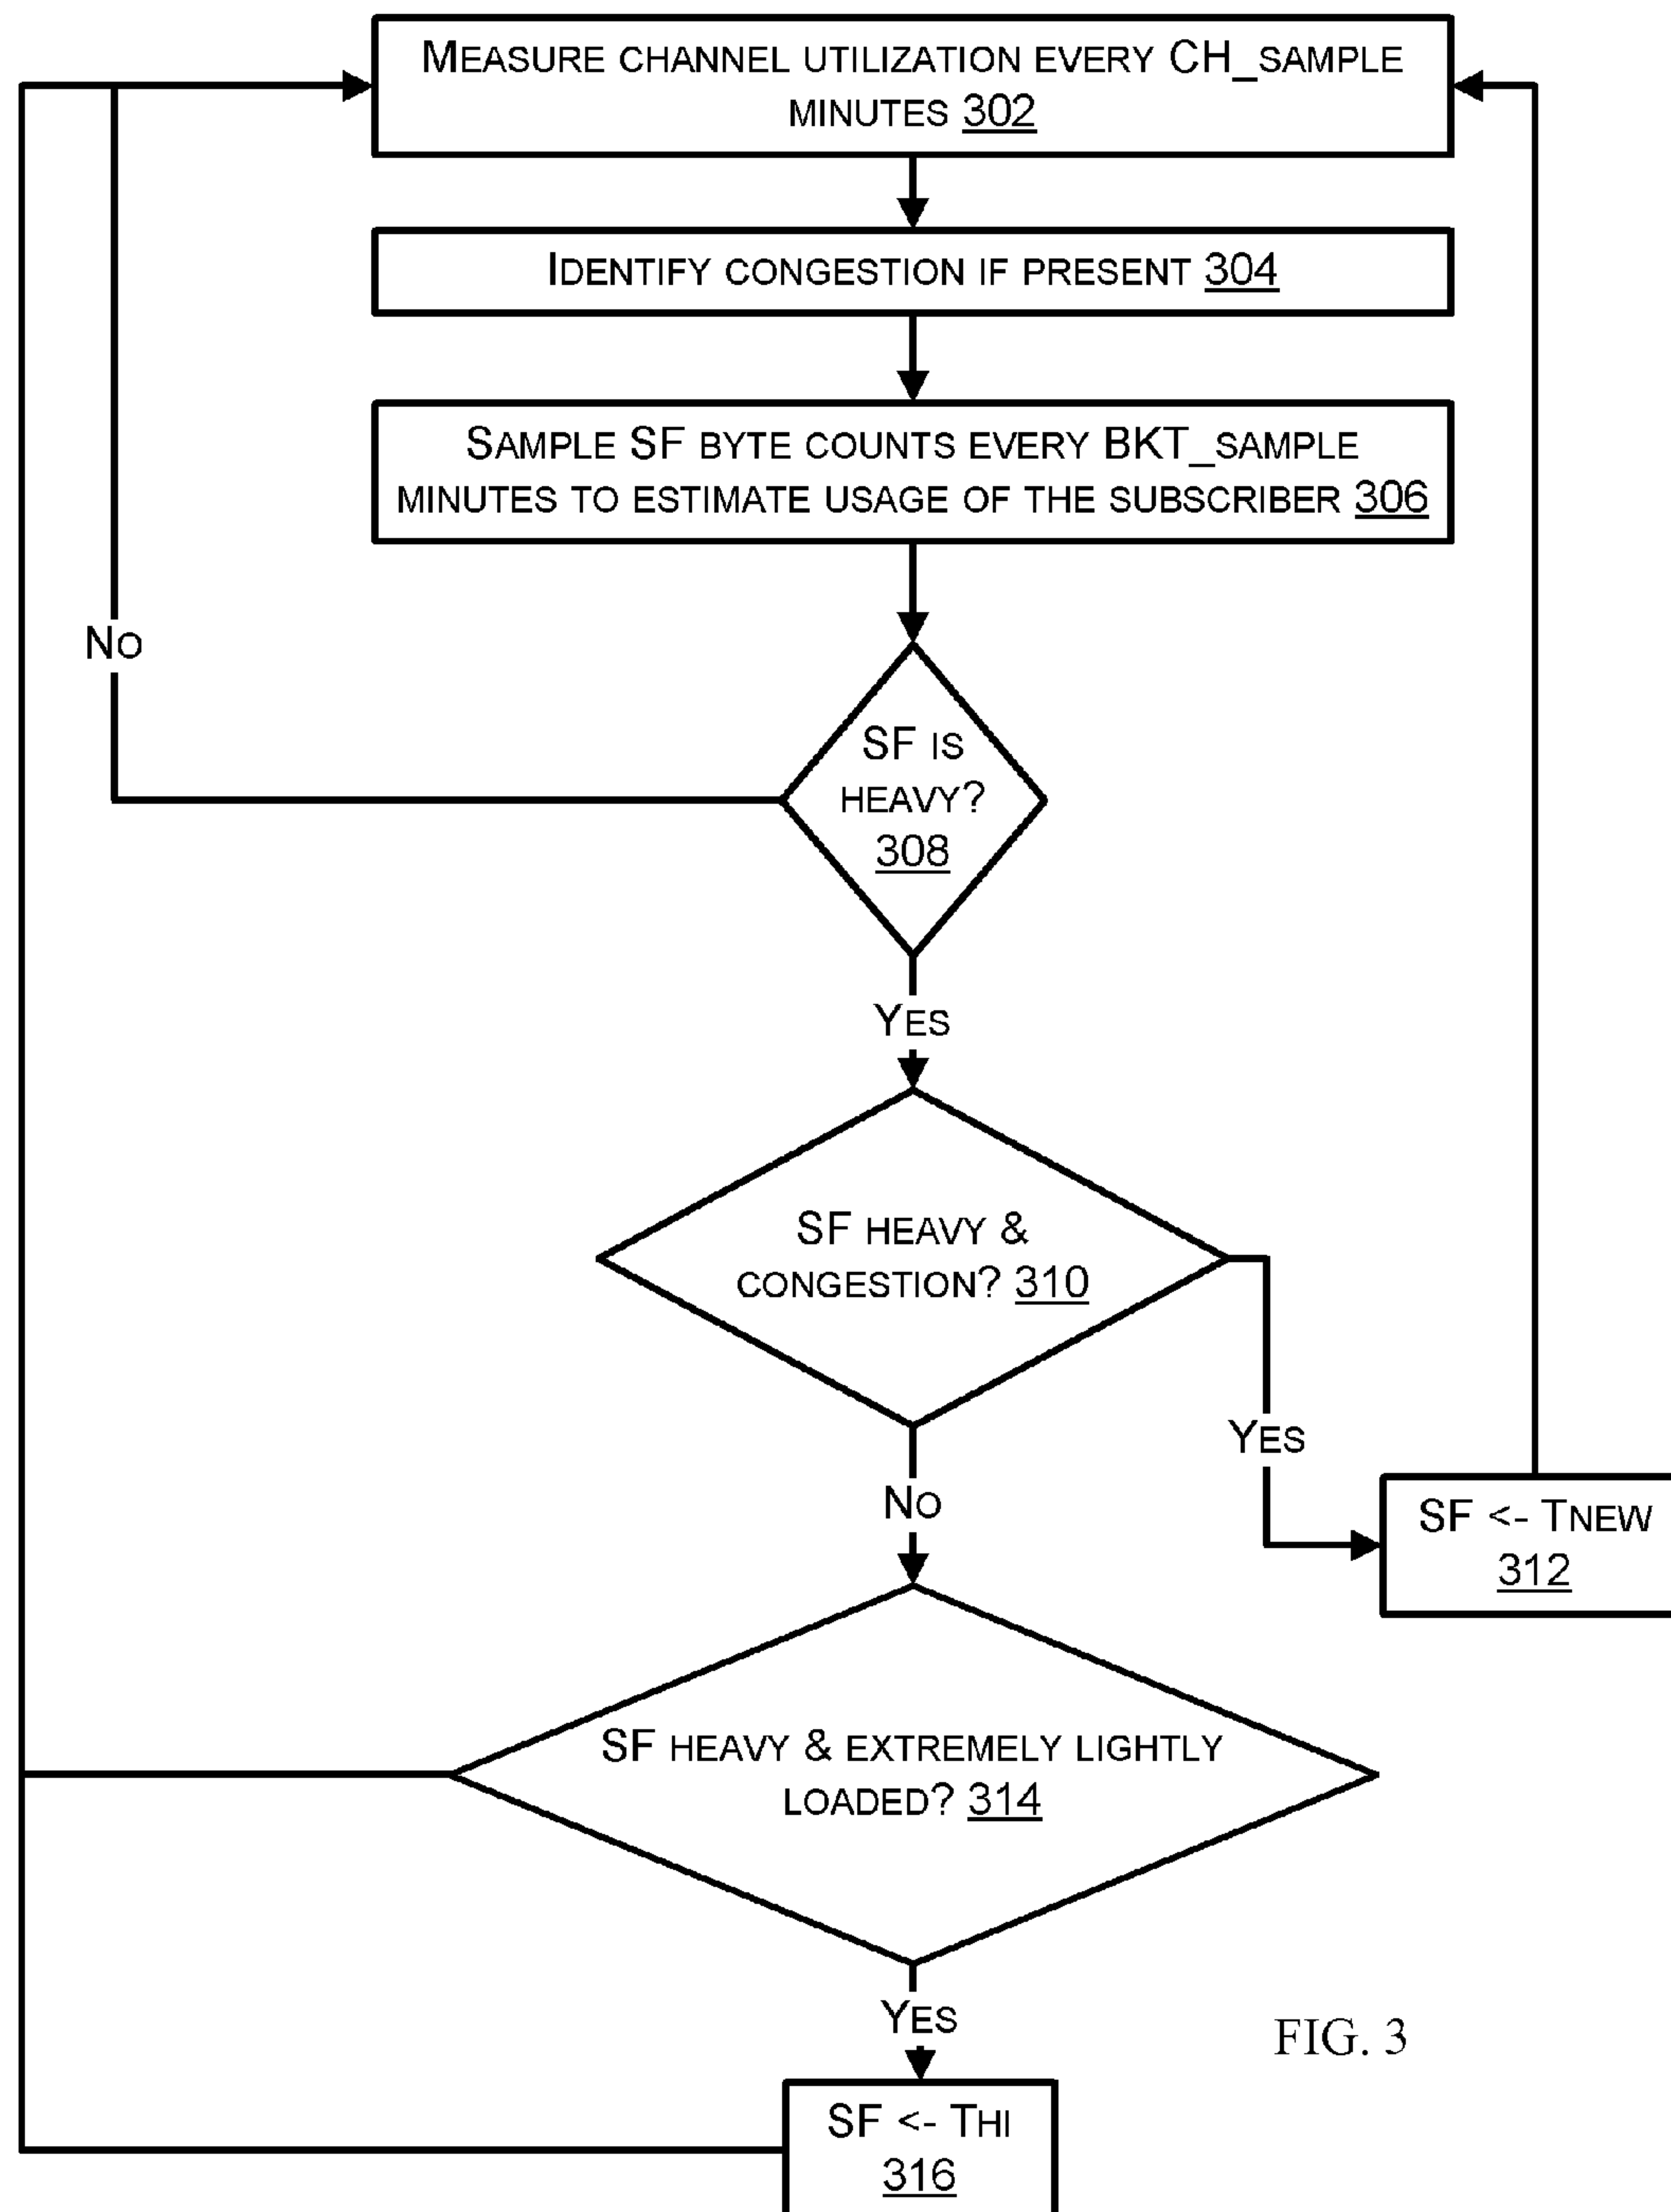 MEASURE CHANNEL UTILIZATION EVERY CH_SAMPLE
MINUTES 302
IDENTIFY CONGESTION IF PRESENT 304
SAMPLE SF BYTE COUNTS EVERY BKT_SAMPLE
MINUTES TO ESTIMATE USAGE OF THE SUBSCRIBER 306
NO
SF IS
HEAVY?
308
YES
SF HEAVY &
CONGESTION? 310
YES
NO
SF <- TNEW
312
SF HEAVY & EXTREMELY LIGHTLY
LOADED? 314
YES
FIG. 3
SF <- THI
316